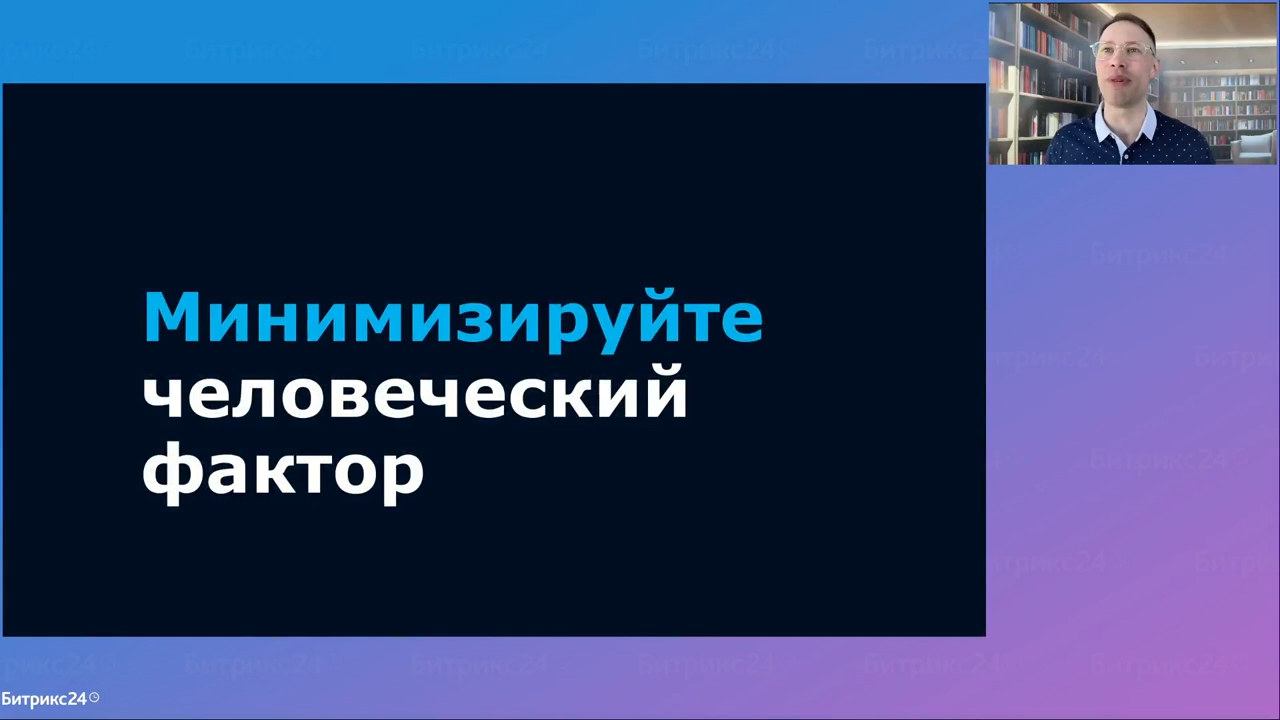 Минимизируйте
человеческий
фактор
Битрикс24